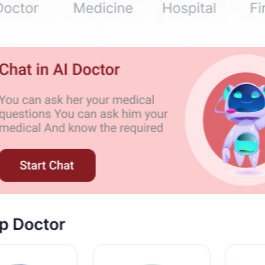 Doctor Medicine Hospital
Chat in AI Doctor
You can ask her your medical
questions You can ask him your
medical And know the required
Start Chat
Doctor